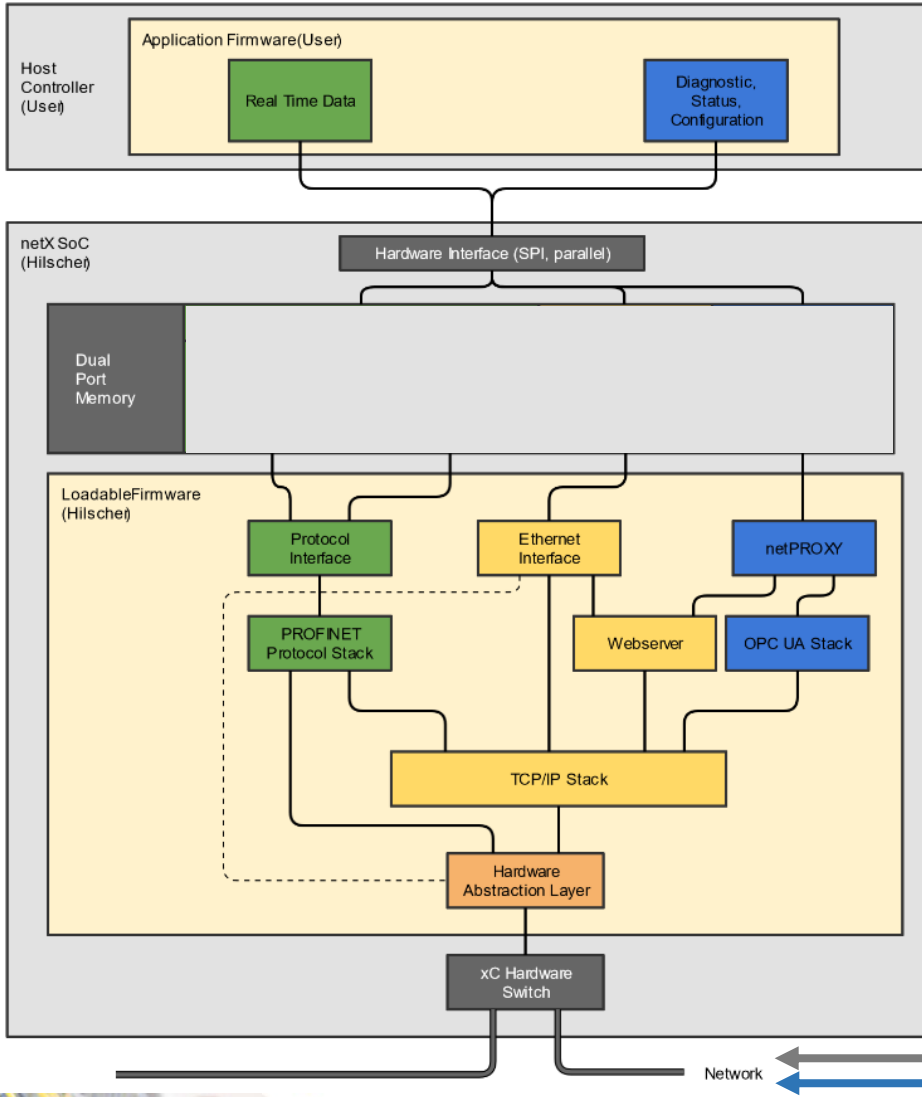 Application Firmware(User)
Host
Controller
(User)
Real Time Data
Diagnostic,
Status,
Configuration
netX SoC
(Hilscher)
Hardware Interface (SPI, parallel)
Dual
Port
Memory
LoadableFirmware
(Hilscher)
Protocol
Interface
Ethernet
Interface
netPROXY
PROFINET
Protocol Stack
Webserver
OPC UA Stack
TCP/IP Stack
Hardware
Abstraction Layer
xC Hardware
Switch
Network